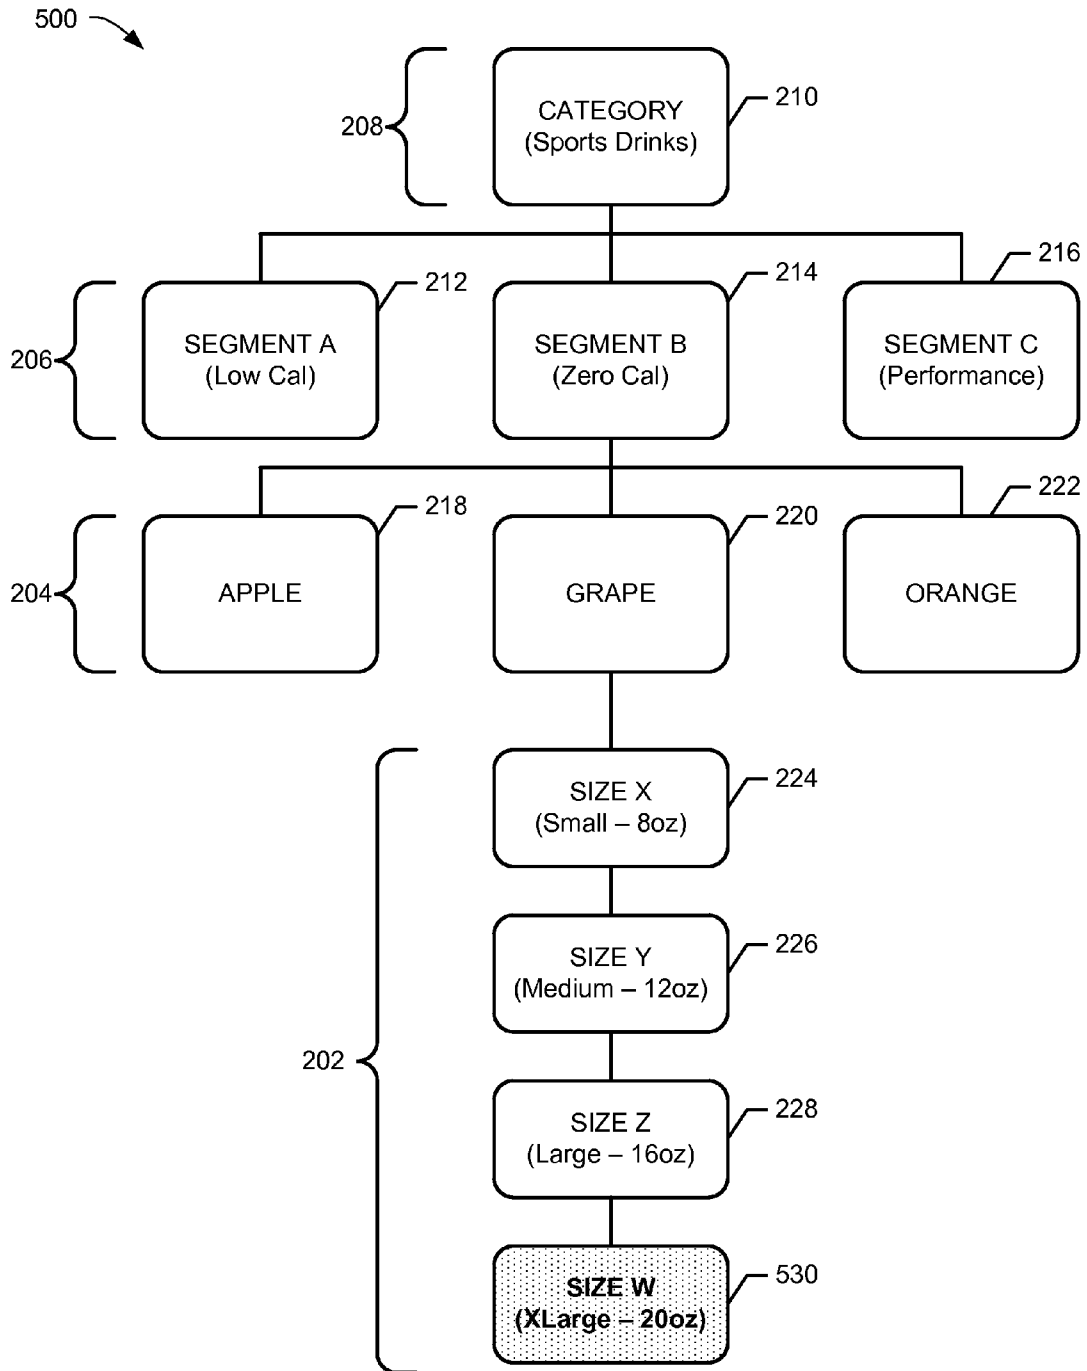 500
208
CATEGORY
(Sports Drinks)
210
206
SEGMENT A
(Low Cal)
212
SEGMENT B
(Zero Cal)
214
SEGMENT C
(Performance)
216
204
APPLE
218
GRAPE
220
ORANGE
222
202
SIZE X
(Small – 8oz)
224
SIZE Y
(Medium – 12oz)
226
SIZE Z
(Large – 16oz)
228
SIZE W
(XLarge – 20oz)
530